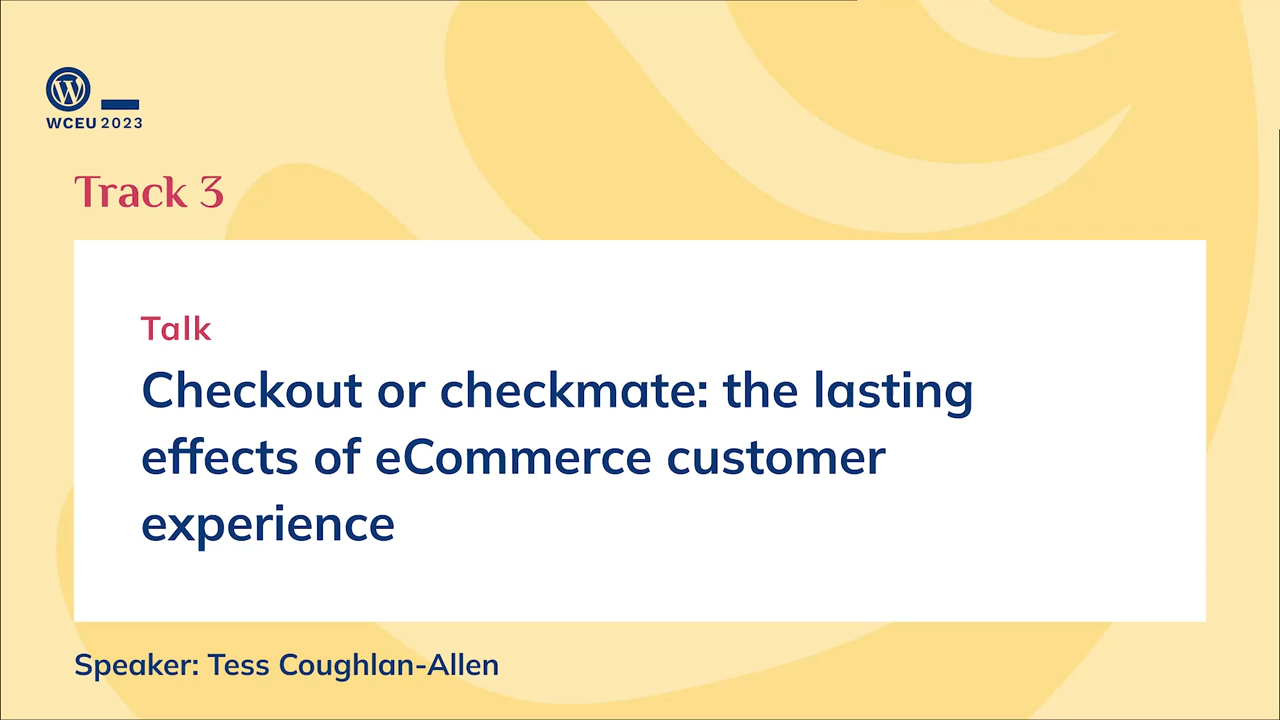 WCEU 2023
Track 3
Talk
Checkout or checkmate: the lasting
effects of eCommerce customer
experience
Speaker: Tess Coughlan-Allen